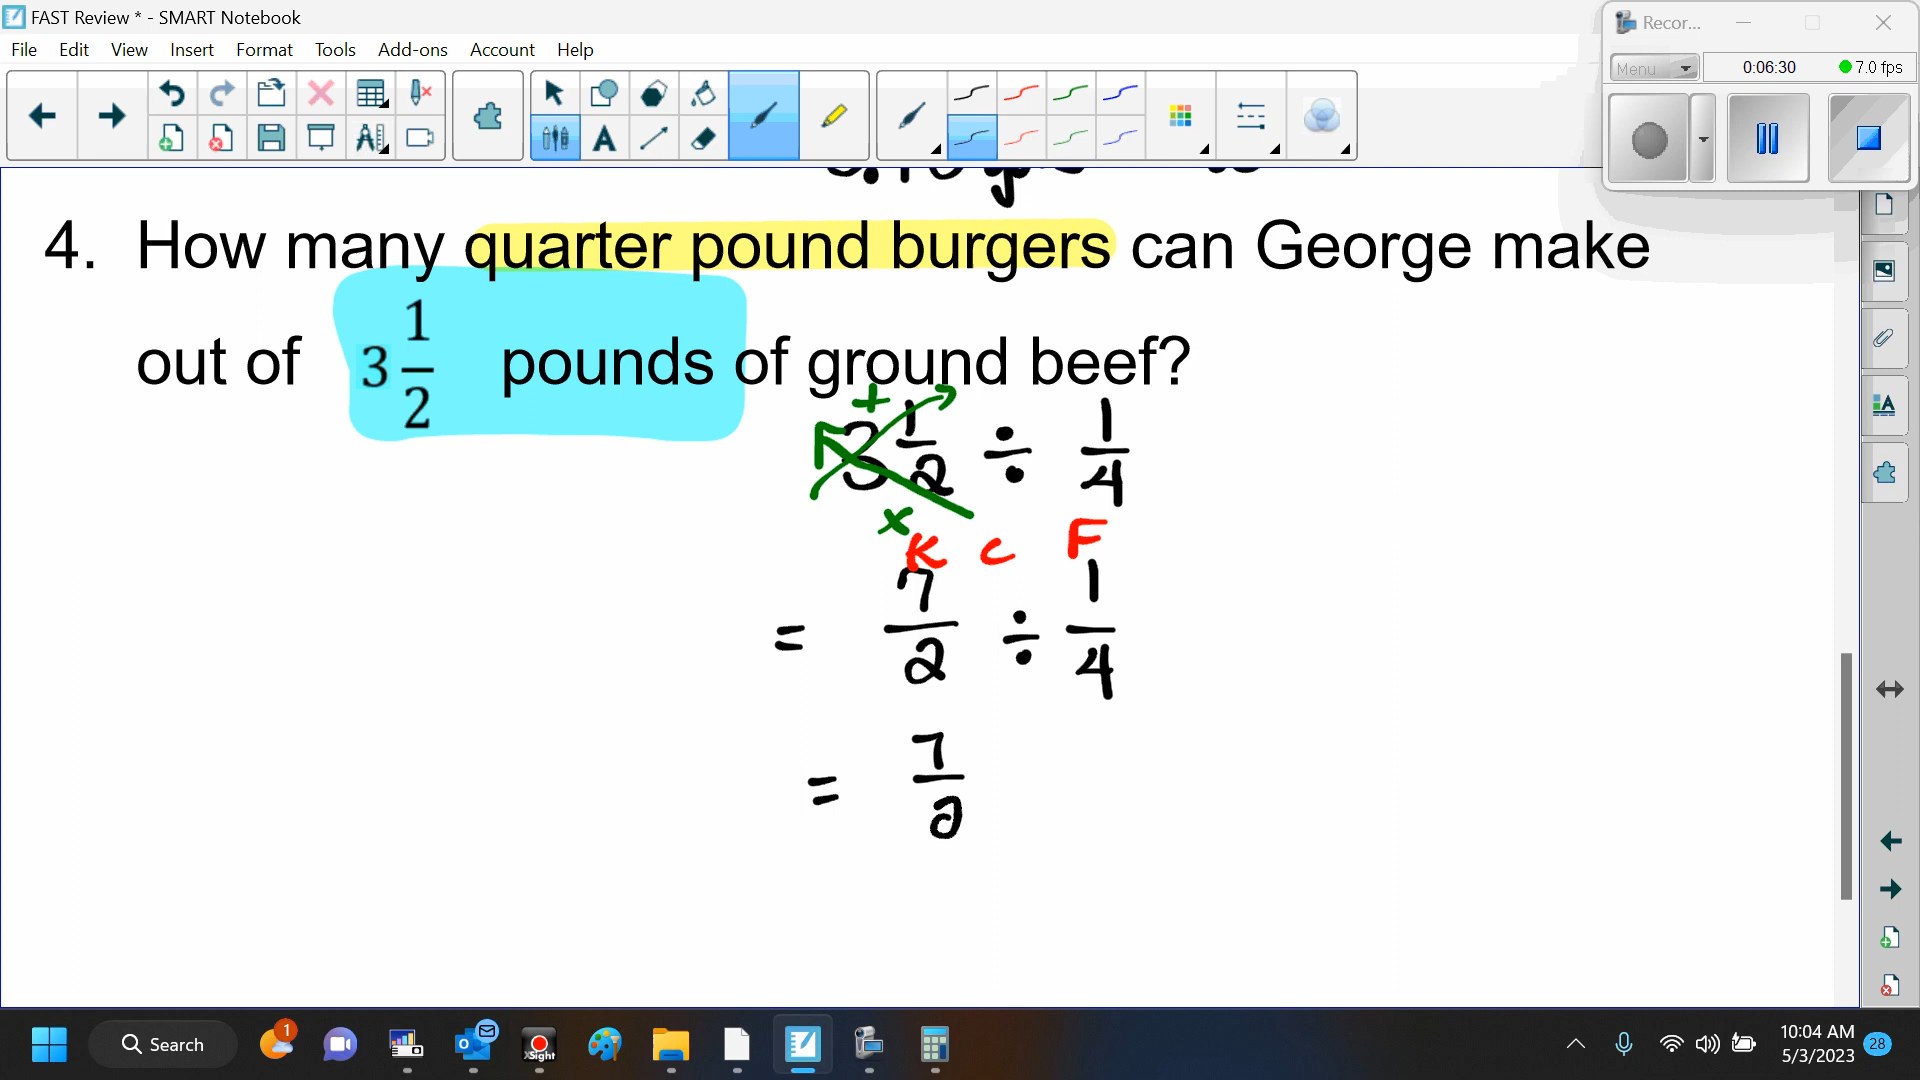 FAST Review * - SMART Notebook
Recor...
File Edit View Insert Format Tools Add-ons Account Help
Menu 0:06:30 7.0 fps
4. How many quarter pound burgers can George make
out of 3 1/2 pounds of ground beef?
+
3 1/2 ÷ 1/4
x
K C F
= 7/2 ÷ 1/4
= 7/2
Search
1
XSight
10:04 AM
5/3/2023
28